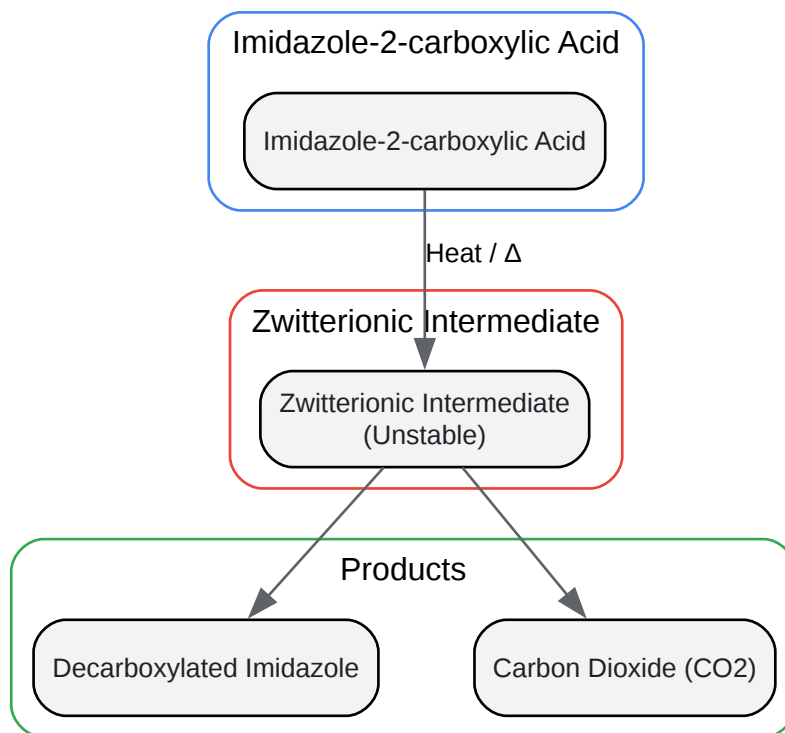 Imidazole-2-carboxylic Acid
Imidazole-2-carboxylic Acid
Heat / Δ
Zwitterionic Intermediate
Zwitterionic Intermediate
(Unstable)
Products
Decarboxylated Imidazole
Carbon Dioxide (CO2)